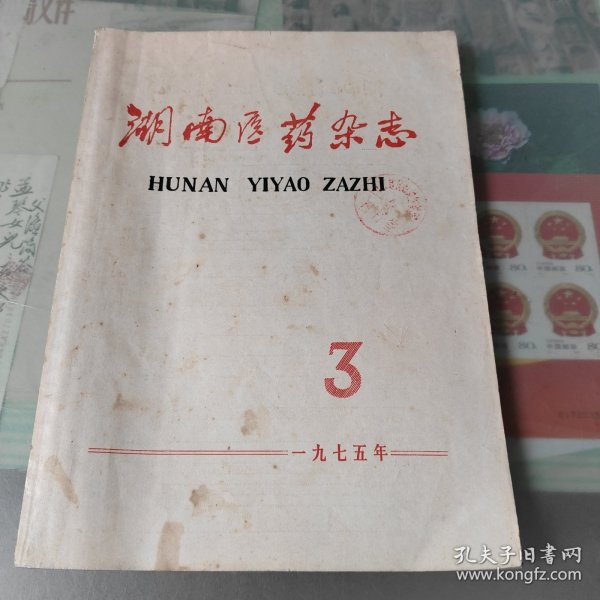 湖南医药杂志
HUNAN YIYAO ZAZHI
3
一九七五年
孔夫子旧书网
www.kongfz.com